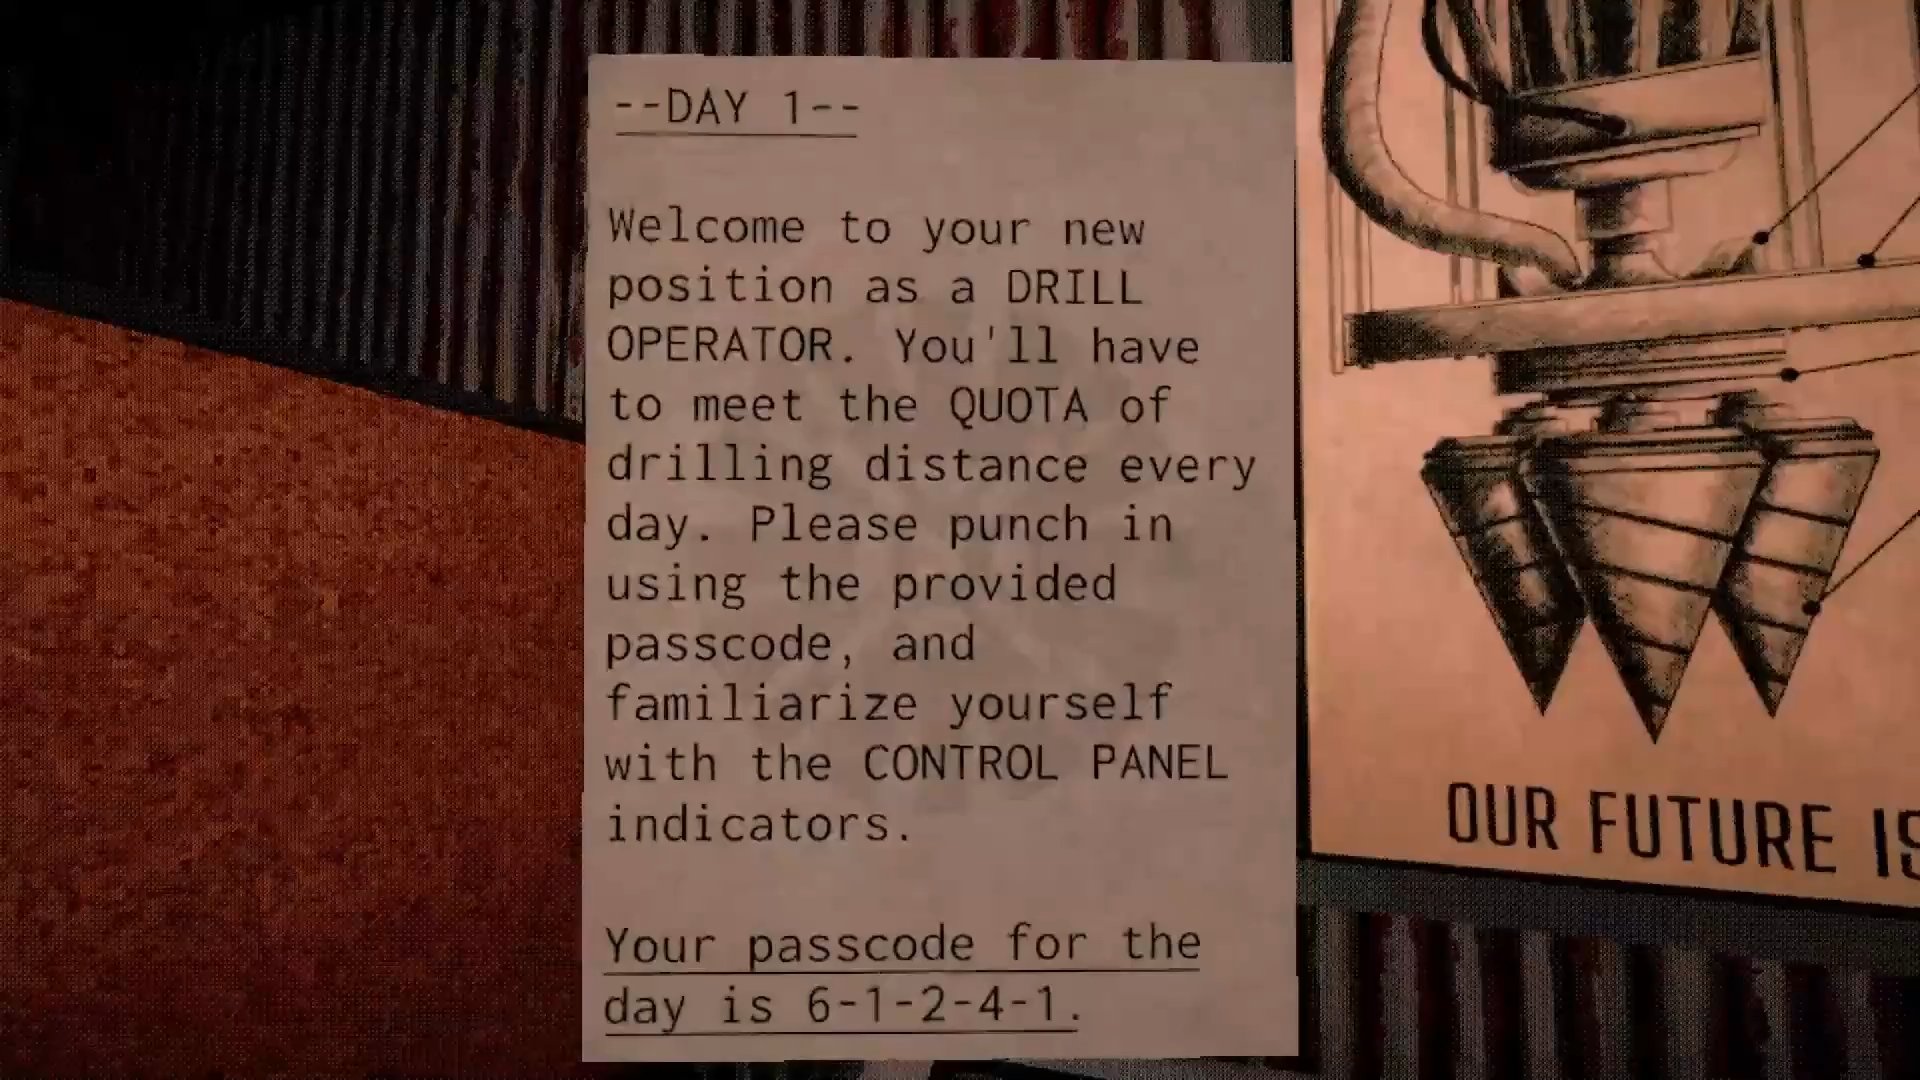 --DAY 1--
Welcome to your new
position as a DRILL
OPERATOR. You'll have
to meet the QUOTA of
drilling distance every
day. Please punch in
using the provided
passcode, and
familiarize yourself
with the CONTROL PANEL
indicators.
Your passcode for the
day is 6-1-2-4-1.
OUR FUTURE IS